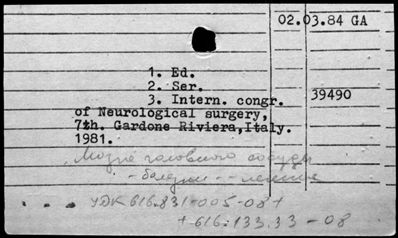 02.03.84 GA
1. Ed.
2. Ser.
3. Intern. congr.
39490
of Neurological surgery,
7th. Gardone Riviera,Italy.
1981.
Мозга головного сосуды
- болезни -- лечение
УДК 616.831-005-08+
+616.133.33-08